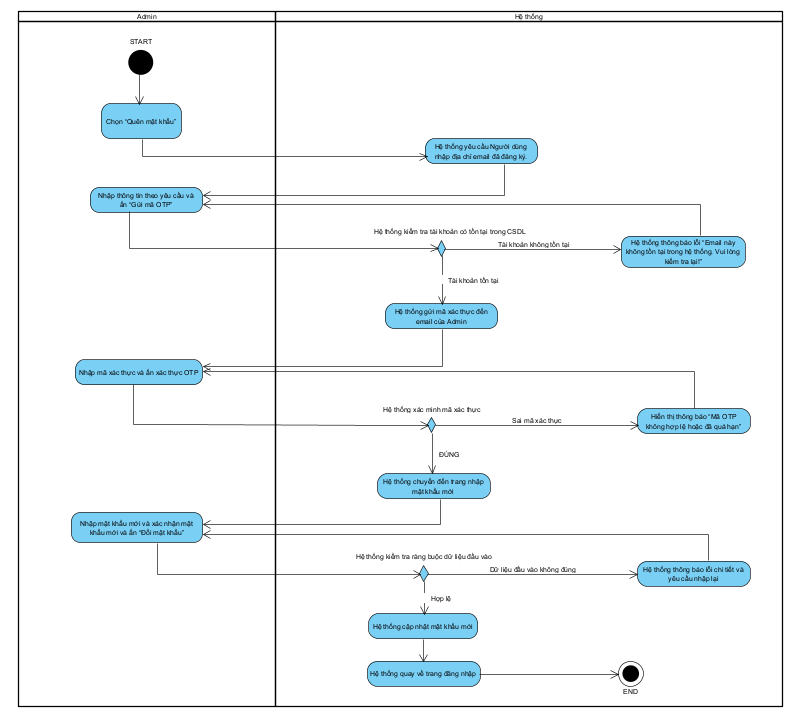 Admin
Hệ thống
START
Chọn "Quên mật khẩu"
Hệ thống yêu cầu Người dùng
nhập địa chỉ email đã đăng ký.
Nhập thông tin theo yêu cầu và
ấn "Gửi mã OTP"
Hệ thống kiểm tra tài khoản có tồn tại trong CSDL
Tài khoản không tồn tại
Hệ thống thông báo lỗi "Email này
không tồn tại trong hệ thống. Vui lòng
kiểm tra lại!"
Tài khoản tồn tại
Hệ thống gửi mã xác thực đến
email của Admin
Nhập mã xác thực và ấn xác thực OTP
Hệ thống xác minh mã xác thực
Sai mã xác thực
Hiển thị thông báo "Mã OTP
không hợp lệ hoặc đã quá hạn"
ĐÚNG
Hệ thống chuyển đến trang nhập
mật khẩu mới
Nhập mật khẩu mới và xác nhận mật
khẩu mới và ấn "Đổi mật khẩu"
Hệ thống kiểm tra ràng buộc dữ liệu đầu vào
Dữ liệu đầu vào không đúng
Hệ thống thông báo lỗi chi tiết và
yêu cầu nhập lại
Hợp lệ
Hệ thống cập nhật mật khẩu mới
Hệ thống quay về trang đăng nhập
END